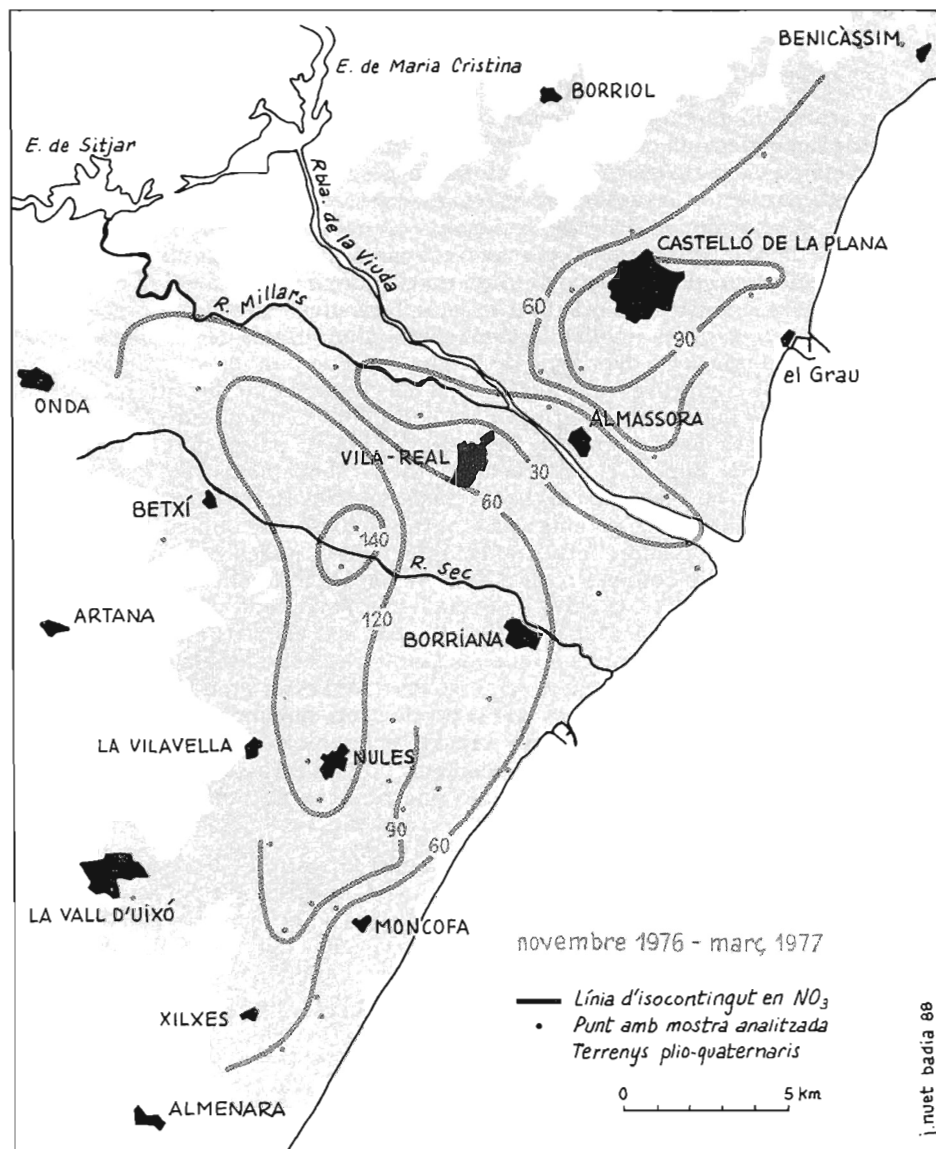 BENICÀSSIM
E. de Maria Cristina
BORRIOL
E. de Sitjar
Rbla. de la Viuda
CASTELLÓ DE LA PLANA
R. Millars
60
90
el Grau
ONDA
ALMASSORA
VILA-REAL
30
60
BETXÍ
140
R. Sec
ARTANA
120
BORRIANA
LA VILAVELLA
NULES
90
60
LA VALL D'UIXÓ
MONCOFA
novembre 1976 - març 1977
Línia d'isocontingut en NO₃
XILXES
Punt amb mostra analitzada
Terrenys plio-quaternaris
0 5 km
ALMENARA
j.nuet badia 88